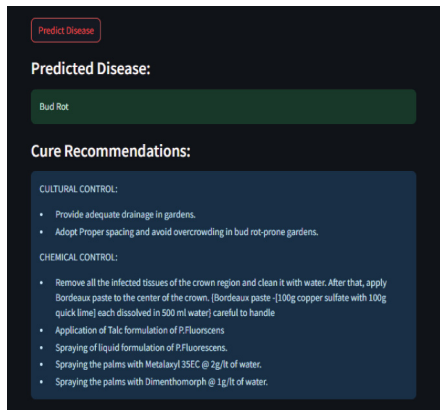 Predict Disease
Predicted Disease:
Bud Rot
Cure Recommendations:
CULTURAL CONTROL:
• Provide adequate drainage in gardens.
• Adopt Proper spacing and avoid overcrowding in bud rot-prone gardens.
CHEMICAL CONTROL:
• Remove all the infected tissues of the crown region and clean it with water. After that, apply
Bordeaux paste to the center of the crown. {Bordeaux paste -[100g copper sulfate with 100g
quick lime] each dissolved in 500 ml water} careful to handle
• Application of Talc formulation of P.Fluorscens
• Spraying of liquid formulation of P.Fluorescens.
• Spraying the palms with Metalaxyl 35EC @ 2g/lt of water.
• Spraying the palms with Dimenthomorph @ 1g/lt of water.